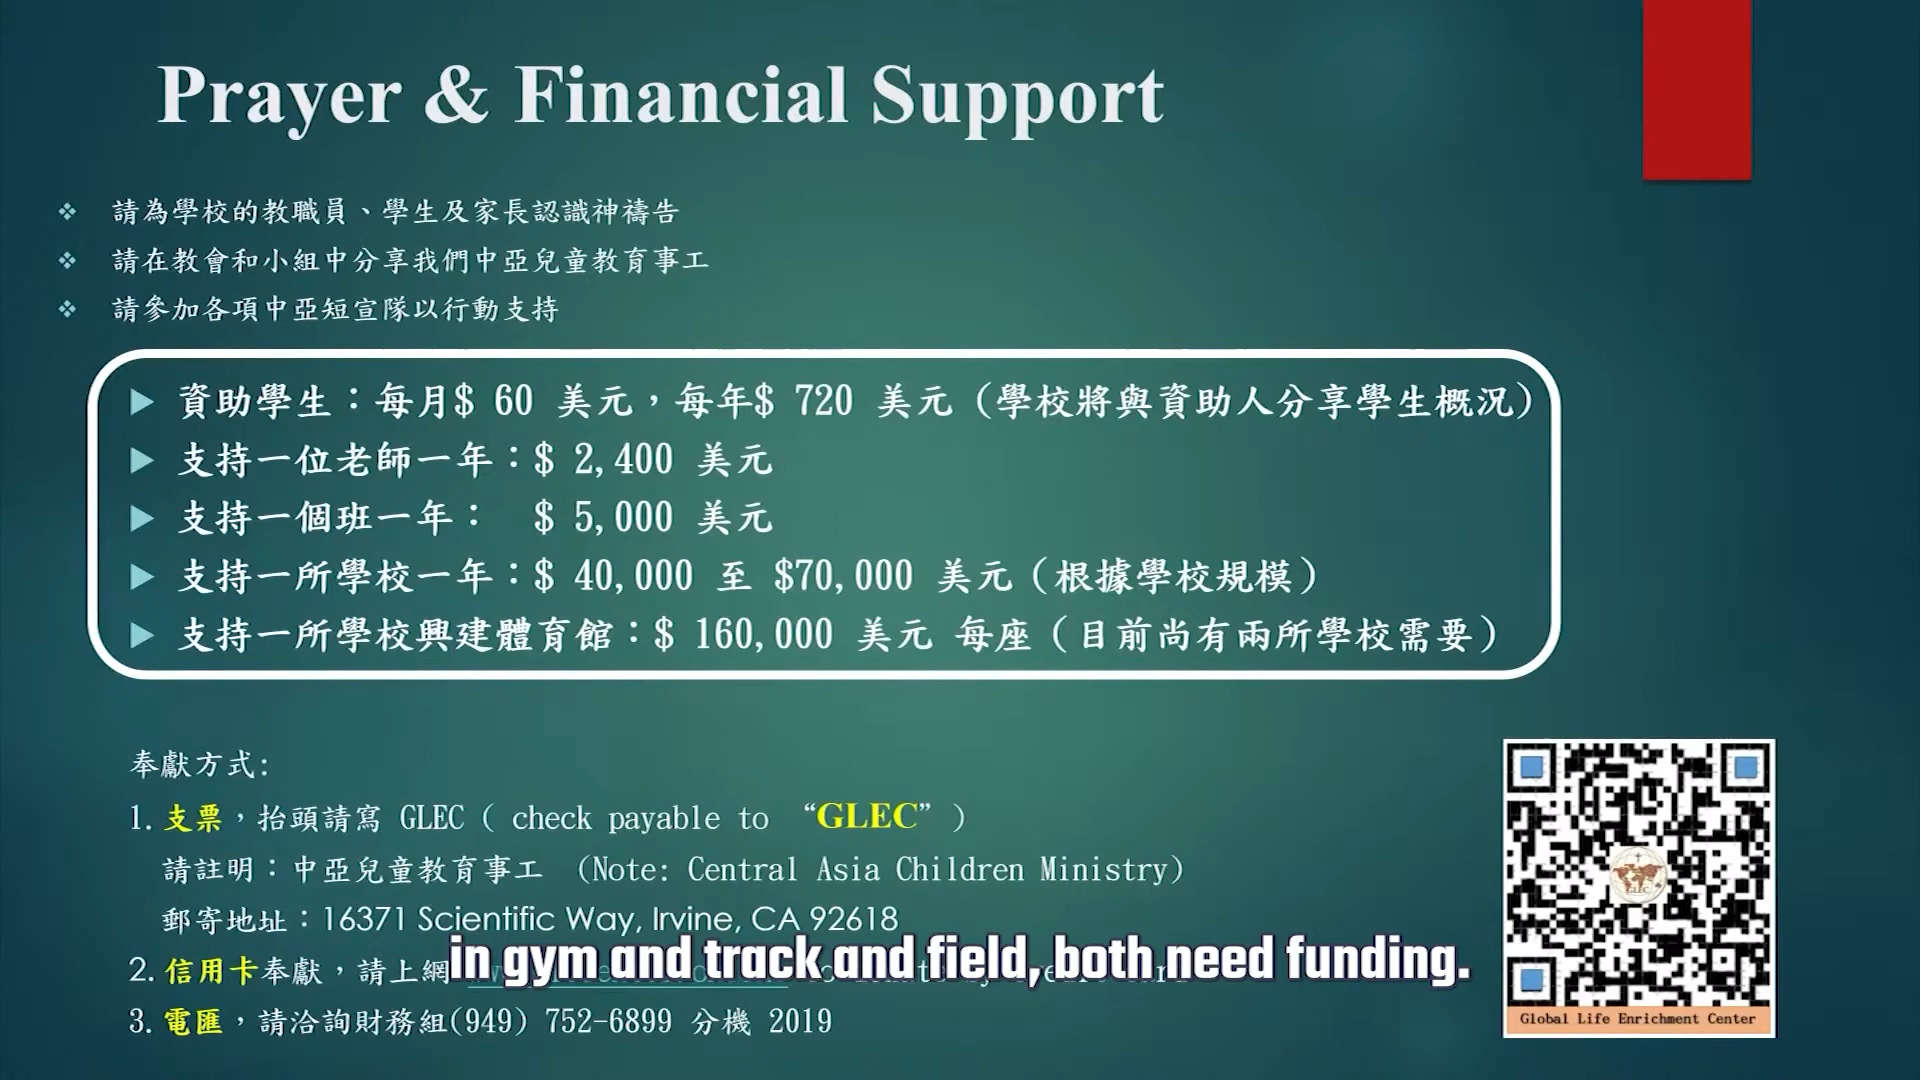 Prayer & Financial Support
請為學校的教職員、學生及家長認識神禱告
請在教會和小組中分享我們中亞兒童教育事工
請參加各項中亞短宣隊以行動支持
資助學生：每月$ 60 美元，每年$ 720 美元 (學校將與資助人分享學生概況)
支持一位老師一年：$ 2,400 美元
支持一個班一年： $ 5,000 美元
支持一所學校一年：$ 40,000 至 $70,000 美元 (根據學校規模)
支持一所學校興建體育館：$ 160,000 美元 每座 (目前尚有兩所學校需要)
奉獻方式:
1. 支票，抬頭請寫 GLEC ( check payable to “GLEC” )
請註明：中亞兒童教育事工 (Note: Central Asia Children Ministry)
郵寄地址：16371 Scientific Way, Irvine, CA 92618
2. 信用卡奉獻，請上網
in gym and track and field, both need funding.
3. 電匯，請洽詢財務組(949) 752-6899 分機 2019
GLEC
Global Life Enrichment Center